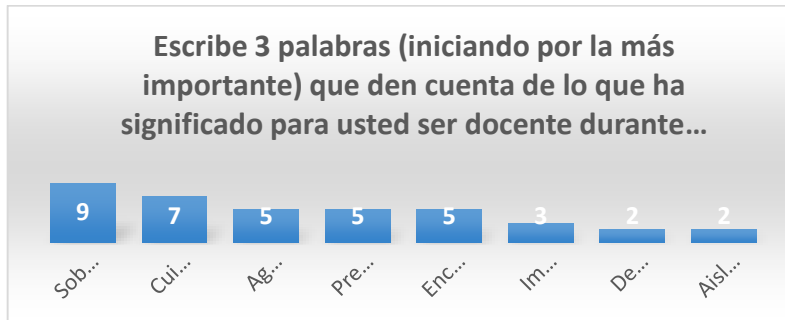 Escribe 3 palabras (iniciando por la más
importante) que den cuenta de lo que ha
significado para usted ser docente durante...
9 7 5 5 5 3 2 2
Sob... Cui... Ag... Pre... Enc... Im... De... Aisl...